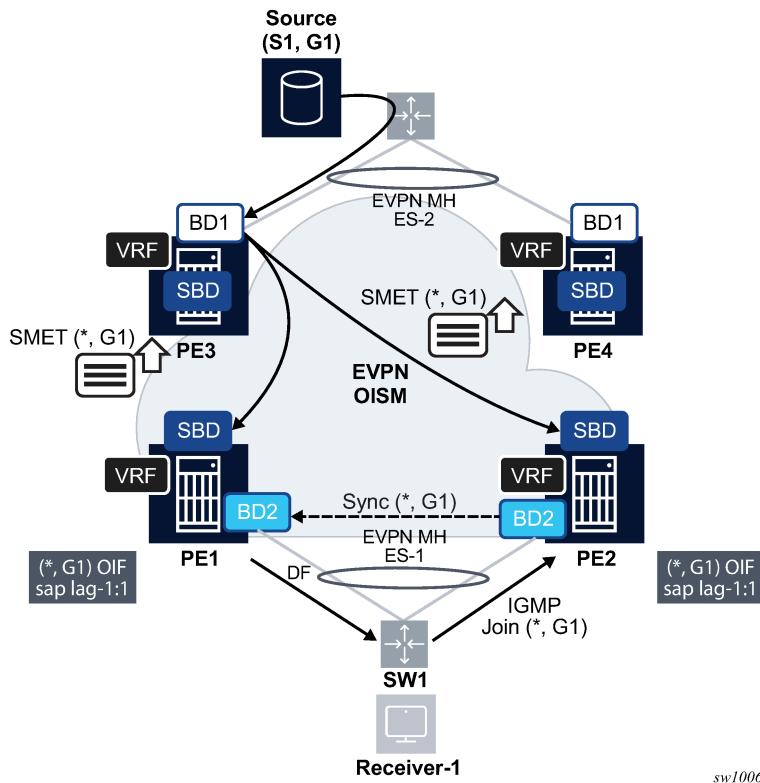 Source
(S1, G1)
EVPN MH
ES-2
BD1
BD1
VRF
VRF
SBD
SBD
SMET (*, G1)
SMET (*, G1)
PE3
PE4
EVPN
OISM
SBD
SBD
VRF
VRF
BD2
Sync (*, G1)
BD2
EVPN MH
ES-1
PE1
PE2
(*, G1) OIF
sap lag-1:1
DF
(*, G1) OIF
sap lag-1:1
IGMP
Join (*, G1)
SW1
Receiver-1
sw1006